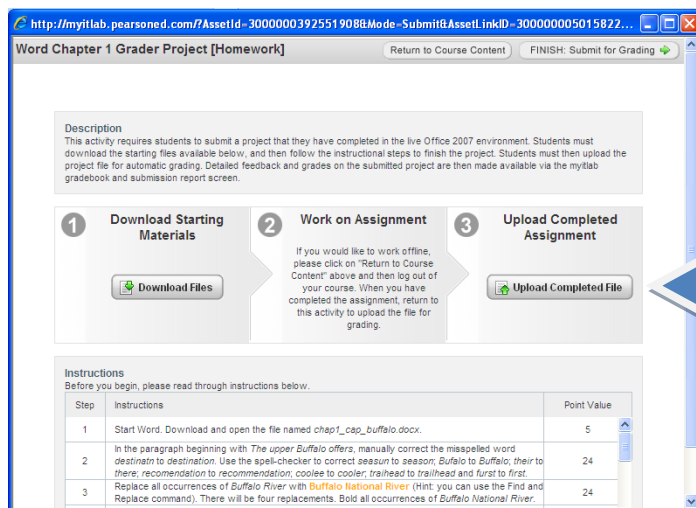 http://myitlab.pearsoned.com/?AssetId=3000000392551908&Mode=Submit&AssetLinkID=300000005015822...
Word Chapter 1 Grader Project [Homework]
Return to Course Content
FINISH: Submit for Grading
Description
This activity requires students to submit a project that they have completed in the live Office 2007 environment. Students must
download the starting files available below, and then follow the instructional steps to finish the project. Students must then upload the
project file for automatic grading. Detailed feedback and grades on the submitted project are then made available via the myitlab
gradebook and submission report screen.
1
Download Starting
Materials
Download Files
2
Work on Assignment
If you would like to work offline,
please click on "Return to Course
Content" above and then log out of
your course. When you have
completed the assignment, return to
this activity to upload the file for
grading.
3
Upload Completed
Assignment
Upload Completed File
Instructions
Before you begin, please read through instructions below.
Step Instructions Point Value
1 Start Word. Download and open the file named chap1_cap_buffalo.docx. 5
In the paragraph beginning with The upper Buffalo offers, manually correct the misspelled word
2 destinatn to destination. Use the spell-checker to correct seasun to season; Bufalo to Buffalo; their to 24
there; recomendation to recommendation; coolee to cooler; traihead to trailhead and furst to first.
Replace all occurrences of Buffalo River with Buffalo National River (Hint: you can use the Find and
3 Replace command). There will be four replacements. Bold all occurrences of Buffalo National River. 24